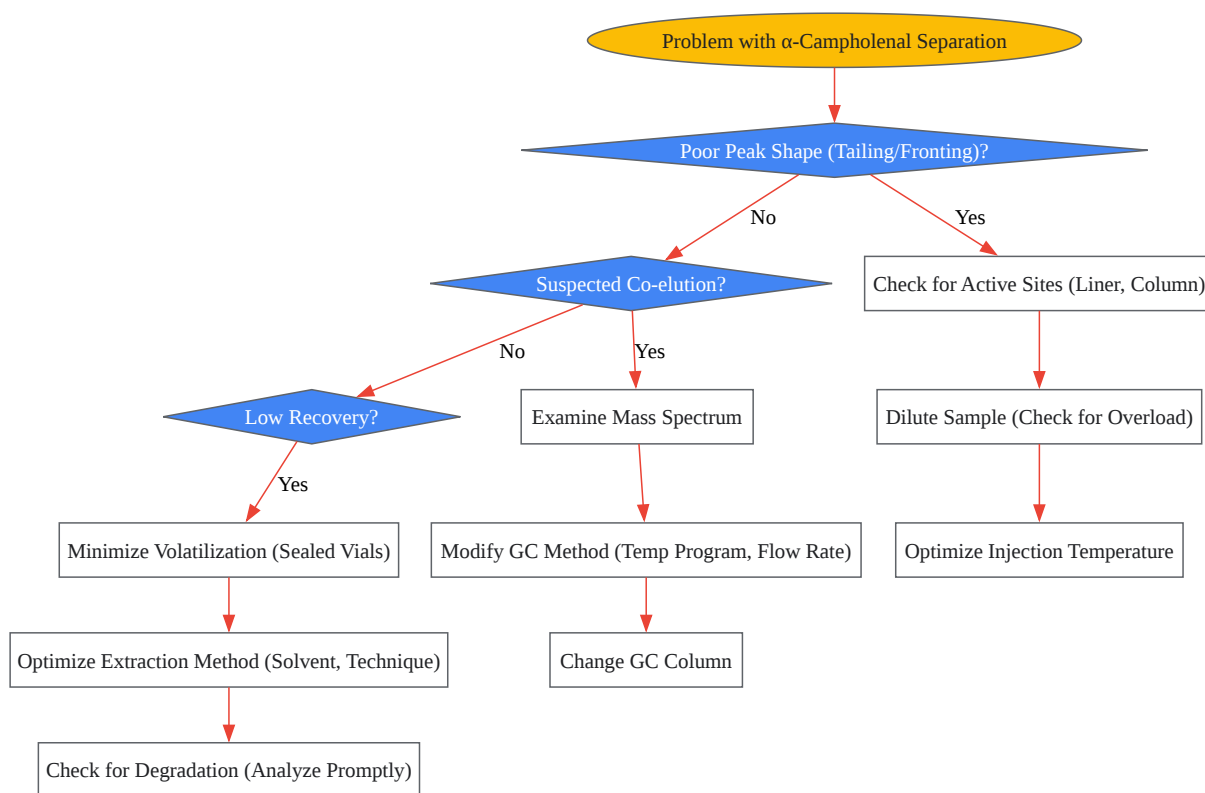 Problem with α-Campholenal Separation
Poor Peak Shape (Tailing/Fronting)?
No
Yes
Suspected Co-elution?
Check for Active Sites (Liner, Column)
No
Yes
Low Recovery?
Examine Mass Spectrum
Dilute Sample (Check for Overload)
Yes
Minimize Volatilization (Sealed Vials)
Modify GC Method (Temp Program, Flow Rate)
Optimize Injection Temperature
Optimize Extraction Method (Solvent, Technique)
Change GC Column
Check for Degradation (Analyze Promptly)